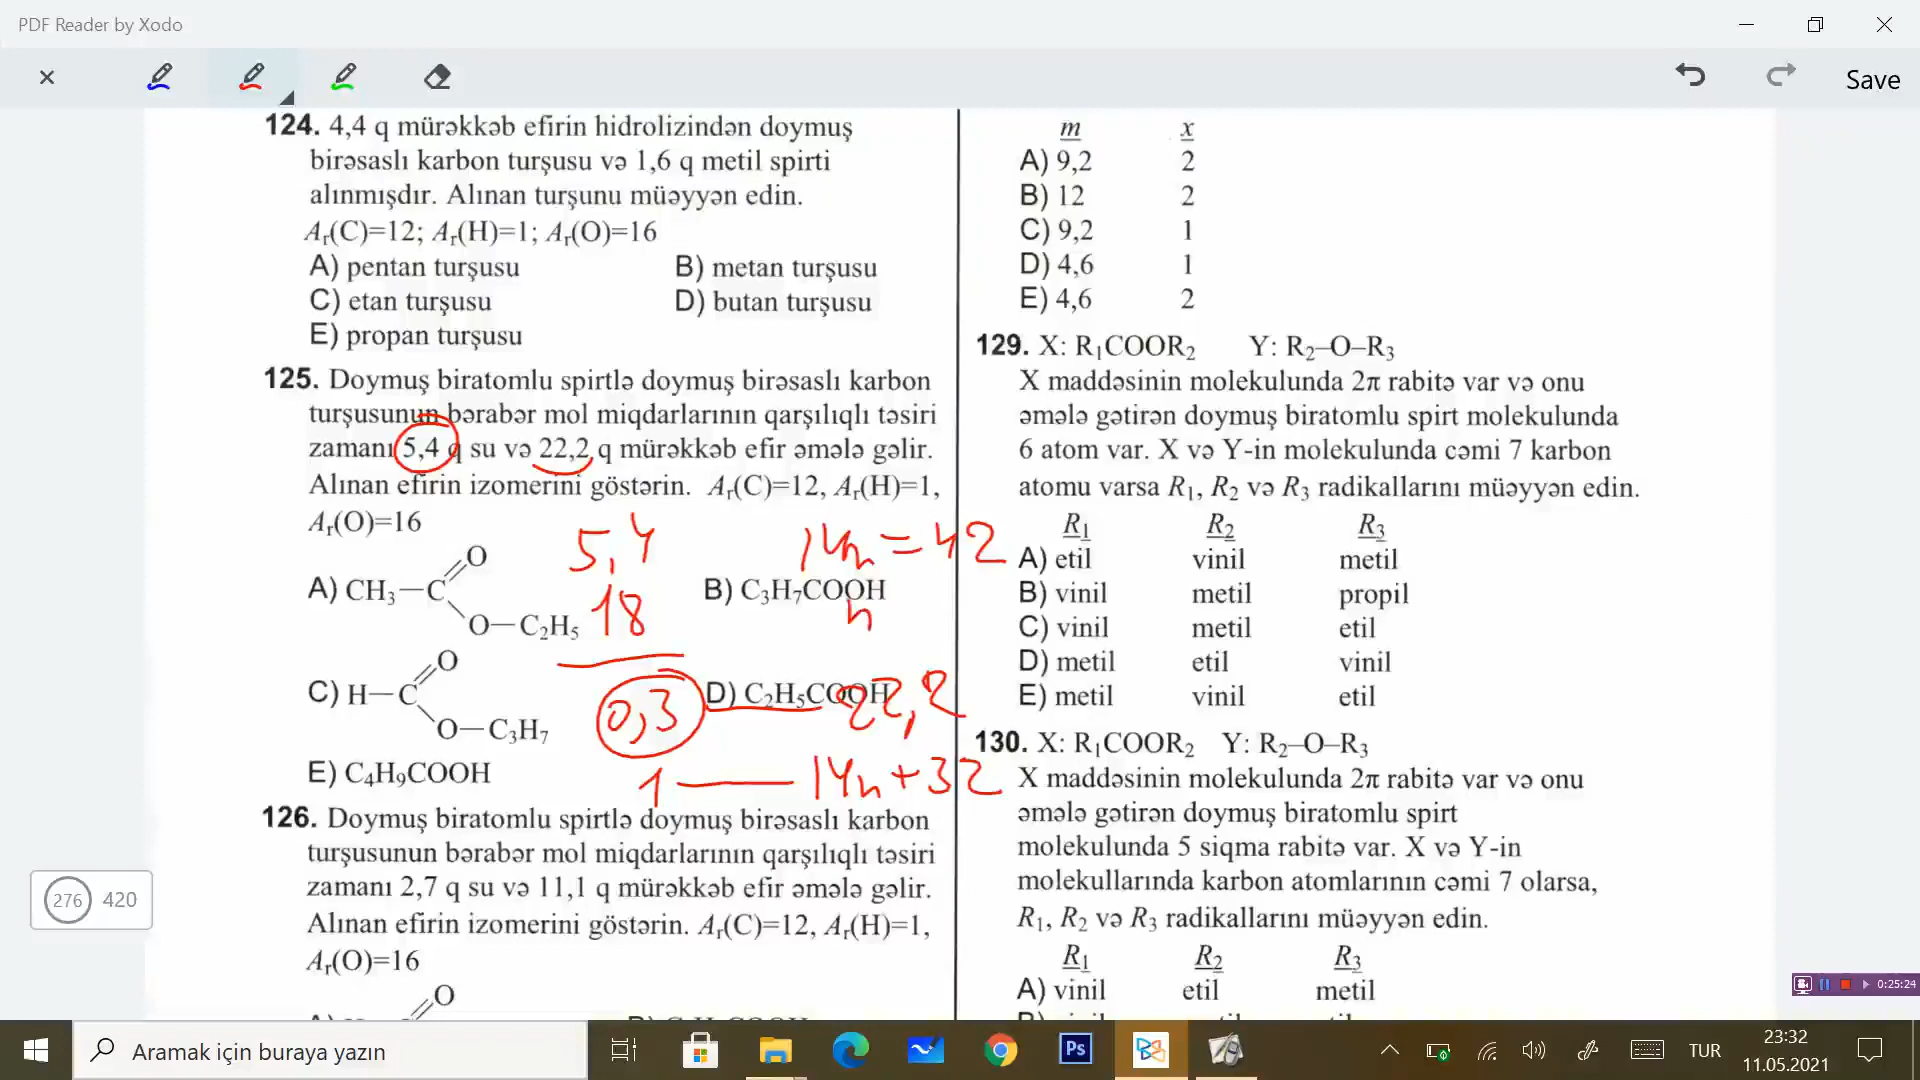 PDF Reader by Xodo
Save
124. 4,4 q mürəkkəb efirin hidrolizindən doymuş
birəsaslı karbon turşusu və 1,6 q metil spirti
alınmışdır. Alınan turşunu müəyyən edin.
Ar(C)=12; Ar(H)=1; Ar(O)=16
A) pentan turşusu B) metan turşusu
C) etan turşusu D) butan turşusu
E) propan turşusu
125. Doymuş biratomlu spirtlə doymuş birəsaslı karbon
turşusunun bərabər mol miqdarlarının qarşılıqlı təsiri
zamanı 5,4 q su və 22,2 q mürəkkəb efir əmələ gəlir.
Alınan efirin izomerini göstərin. Ar(C)=12, Ar(H)=1,
Ar(O)=16
5,4
18
0,3
14n = 42
n
22,2
1 — 14n + 32
A) CH3—C
O
O—C2H5
B) C3H7COOH
C) H—C
O
O—C3H7
D) C2H5COOH
E) C4H9COOH
126. Doymuş biratomlu spirtlə doymuş birəsaslı karbon
turşusunun bərabər mol miqdarlarının qarşılıqlı təsiri
zamanı 2,7 q su və 11,1 q mürəkkəb efir əmələ gəlir.
Alınan efirin izomerini göstərin. Ar(C)=12, Ar(H)=1,
Ar(O)=16
O
m x
A) 9,2 2
B) 12 2
C) 9,2 1
D) 4,6 1
E) 4,6 2
129. X: R1COOR2 Y: R2–O–R3
X maddəsinin molekulunda 2π rabitə var və onu
əmələ gətirən doymuş biratomlu spirt molekulunda
6 atom var. X və Y-in molekulunda cəmi 7 karbon
atomu varsa R1, R2 və R3 radikallarını müəyyən edin.
R1 R2 R3
A) etil vinil metil
B) vinil metil propil
C) vinil metil etil
D) metil etil vinil
E) metil vinil etil
130. X: R1COOR2 Y: R2–O–R3
X maddəsinin molekulunda 2π rabitə var və onu
əmələ gətirən doymuş biratomlu spirt
molekulunda 5 siqma rabitə var. X və Y-in
molekullarında karbon atomlarının cəmi 7 olarsa,
R1, R2 və R3 radikallarını müəyyən edin.
R1 R2 R3
A) vinil etil metil
276 420
0:25:24
Aramak için buraya yazın
Ps
TUR
23:32
11.05.2021